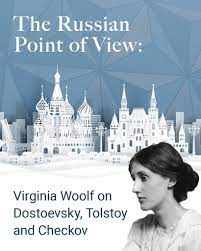 The Russian
Point of View:
Virginia Woolf on
Dostoevsky, Tolstoy
and Checkov